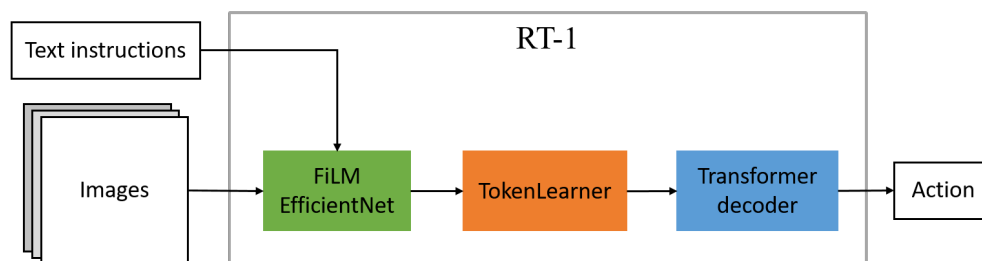 RT-1
Text instructions
Images
FiLM
EfficientNet
TokenLearner
Transformer
decoder
Action